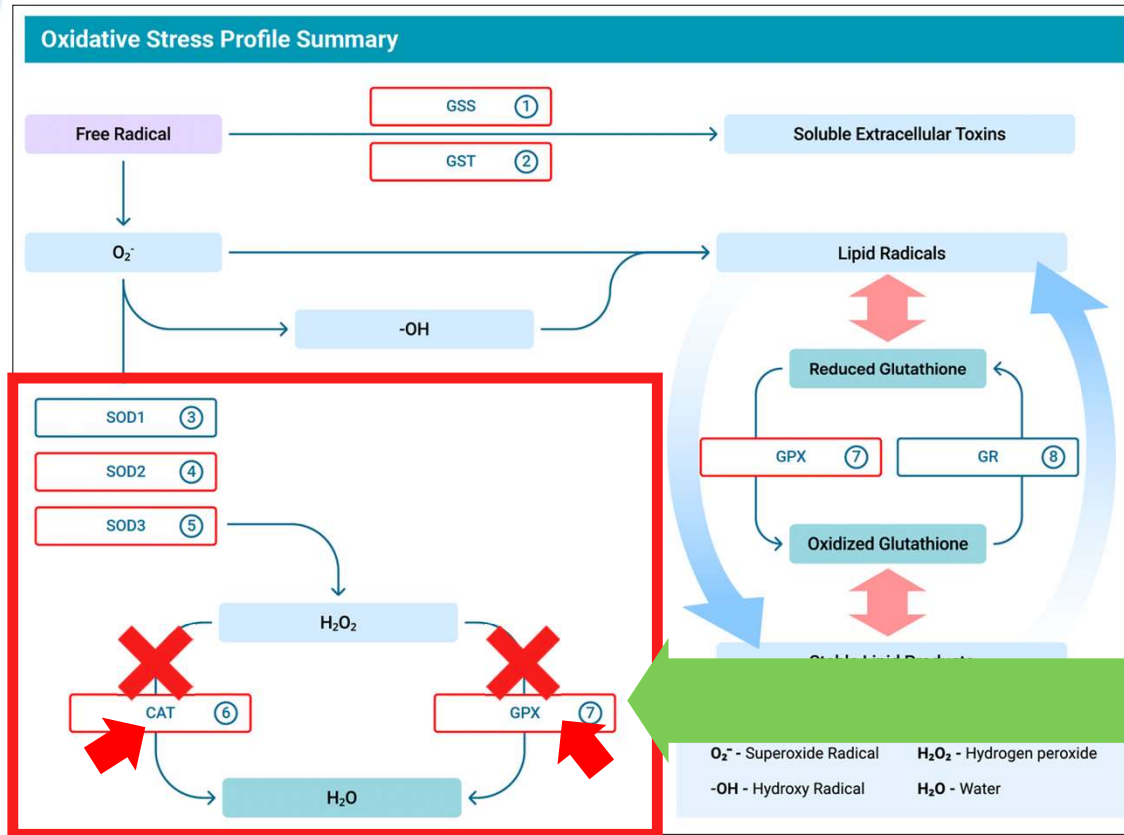 Oxidative Stress Profile Summary
GSS 1
Free Radical
Soluble Extracellular Toxins
GST 2
O₂⁻
Lipid Radicals
-OH
Reduced Glutathione
SOD1 3
GPX 7
GR 8
SOD2 4
SOD3 5
Oxidized Glutathione
H₂O₂
CAT 6
GPX 7
O₂⁻ - Superoxide Radical
H₂O₂ - Hydrogen peroxide
-OH - Hydroxy Radical
H₂O - Water
H₂O